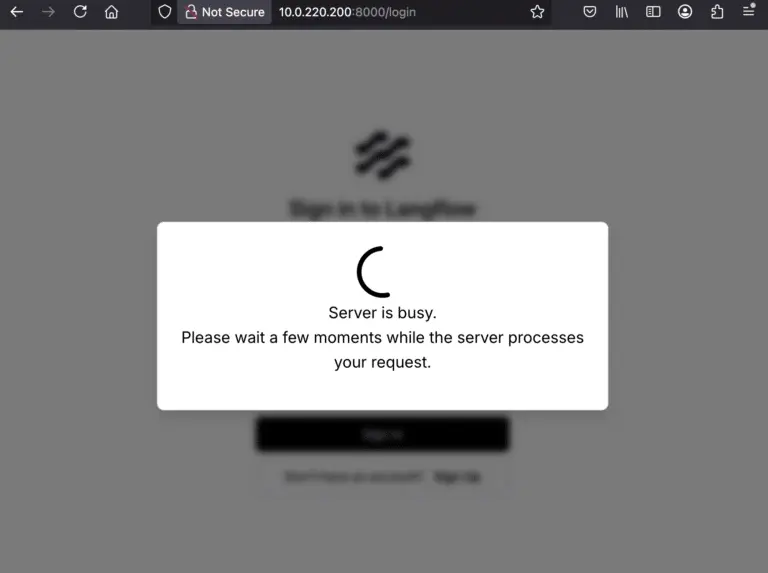 Not Secure 10.0.220.200:8000/login
Sign in to Langflow
Server is busy.
Please wait a few moments while the server processes
your request.
Sign in
Don't have an account? Sign Up